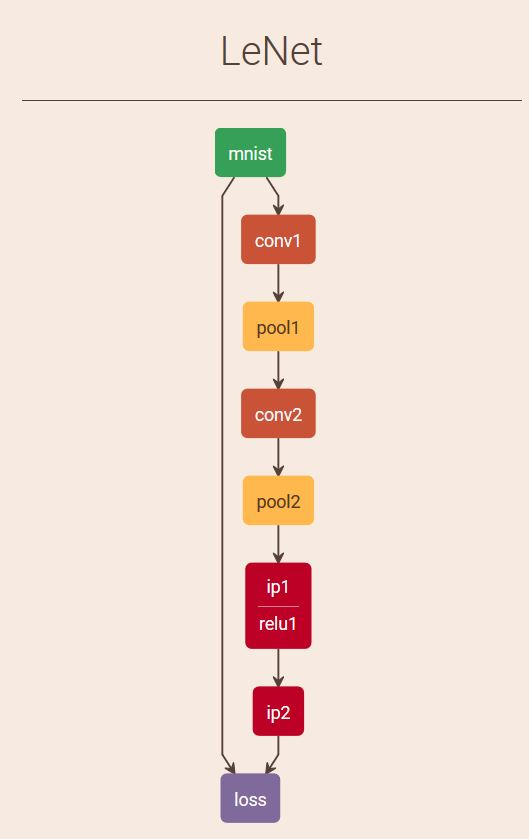 LeNet
mnist
conv1
pool1
conv2
pool2
ip1
relu1
ip2
loss